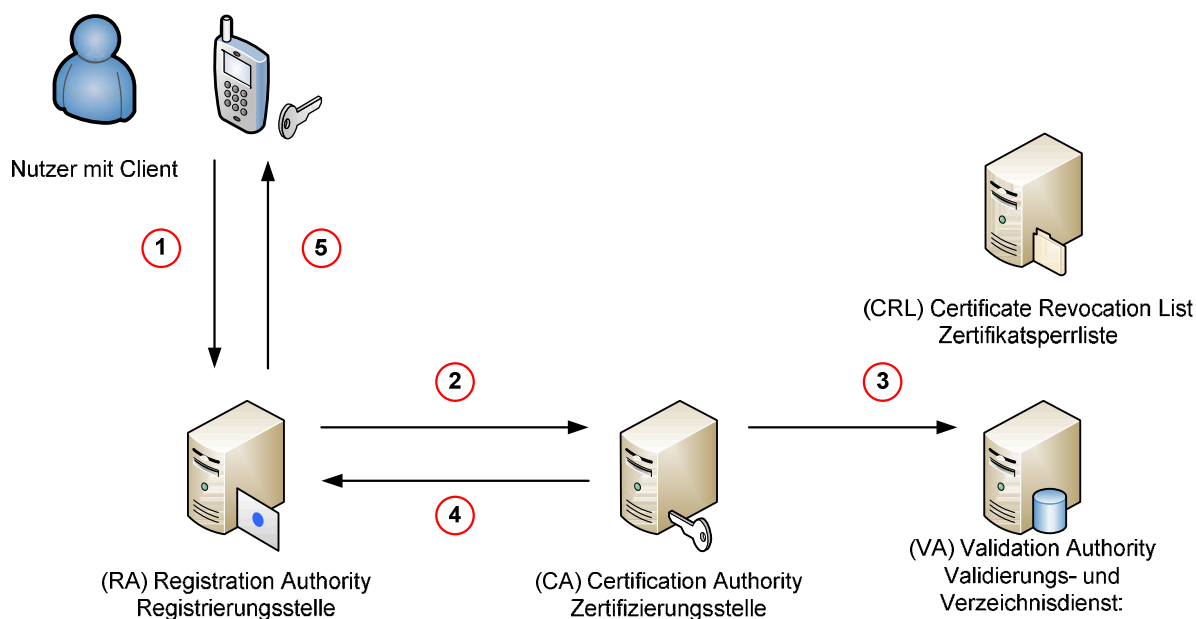 Nutzer mit Client
1
5
(CRL) Certificate Revocation List
Zertifikatsperrliste
2
3
4
(RA) Registration Authority
Registrierungsstelle
(CA) Certification Authority
Zertifizierungsstelle
(VA) Validation Authority
Validierungs- und
Verzeichnisdienst: